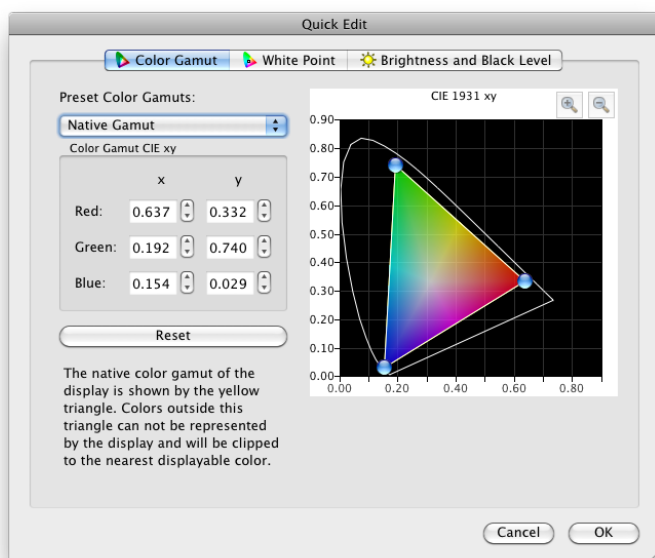 Quick Edit
Color Gamut White Point Brightness and Black Level
Preset Color Gamuts:
Native Gamut
Color Gamut CIE xy
x y
Red: 0.637 0.332
Green: 0.192 0.740
Blue: 0.154 0.029
Reset
The native color gamut of the
display is shown by the yellow
triangle. Colors outside this
triangle can not be represented
by the display and will be clipped
to the nearest displayable color.
CIE 1931 xy
0.90
0.80
0.70
0.60
0.50
0.40
0.30
0.20
0.10
0.00
0.00 0.20 0.40 0.60 0.80
Cancel OK